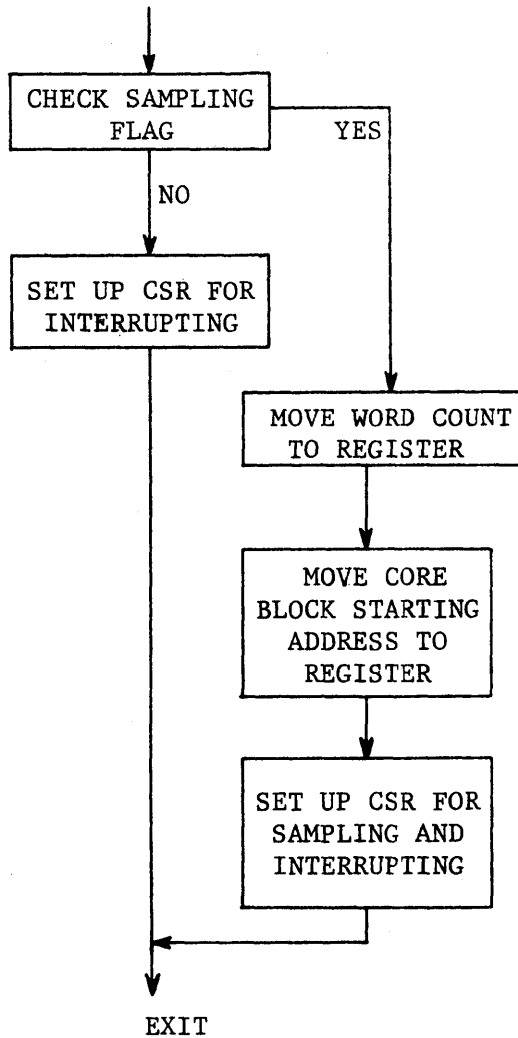 CHECK SAMPLING
FLAG
YES
NO
SET UP CSR FOR
INTERRUPTING
MOVE WORD COUNT
TO REGISTER
MOVE CORE
BLOCK STARTING
ADDRESS TO
REGISTER
SET UP CSR FOR
SAMPLING AND
INTERRUPTING
EXIT